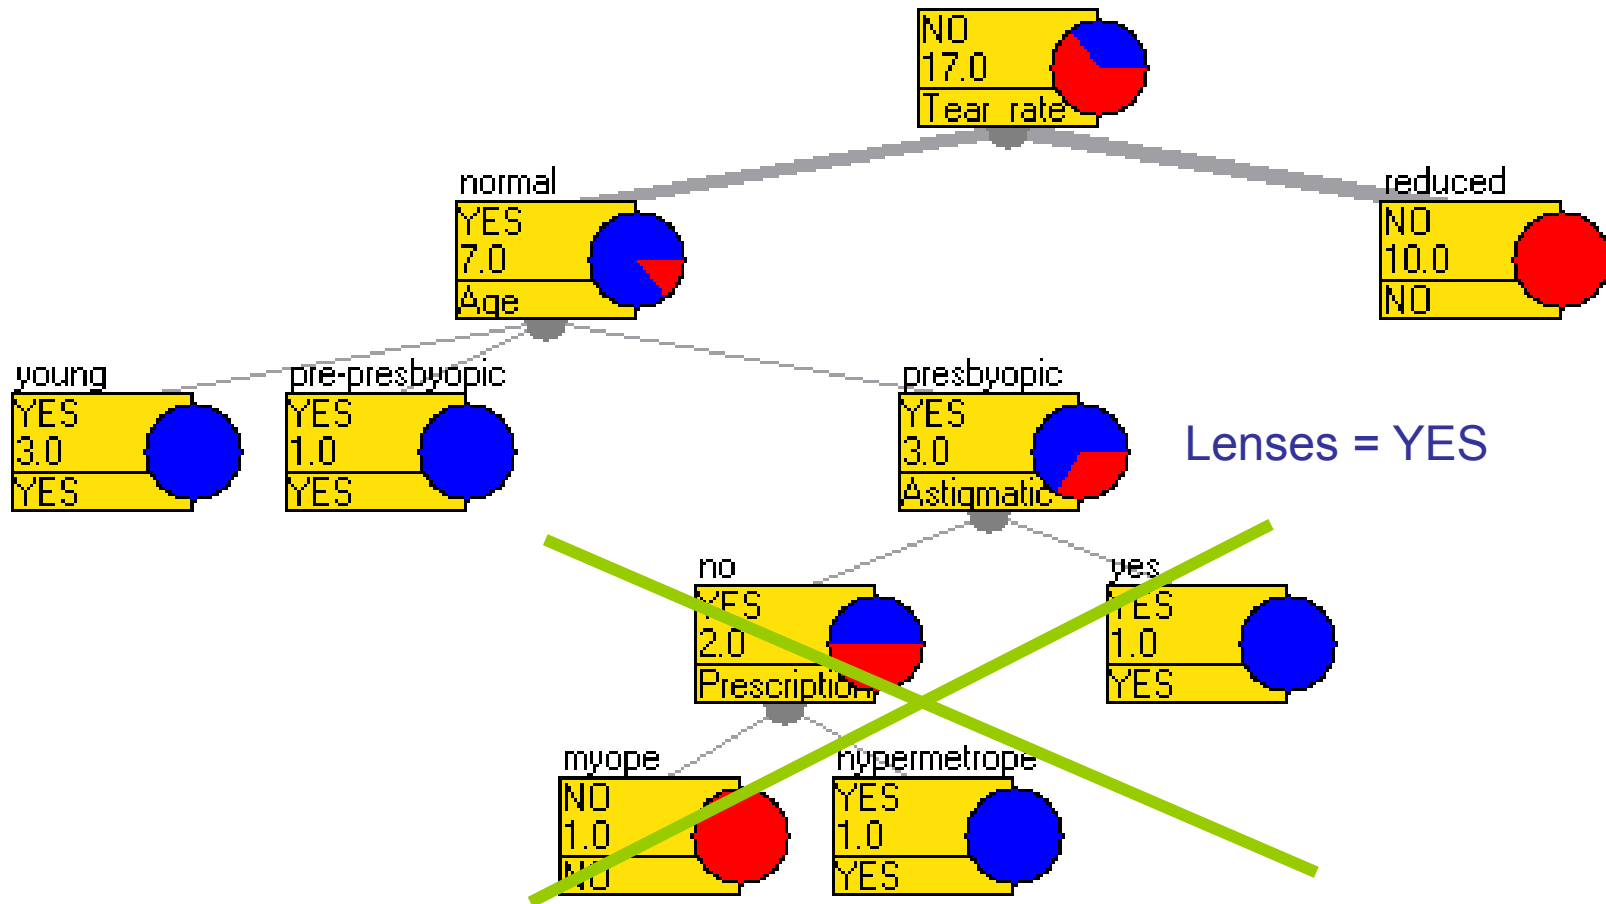 NO
17.0
Tear rate
normal
reduced
YES
7.0
Age
NO
10.0
NO
young
pre-presbyopic
presbyopic
YES
3.0
YES
YES
1.0
YES
YES
3.0
Astigmatic
Lenses = YES
no
yes
YES
2.0
Prescription
YES
1.0
YES
myope
hypermetrope
NO
1.0
NO
YES
1.0
YES